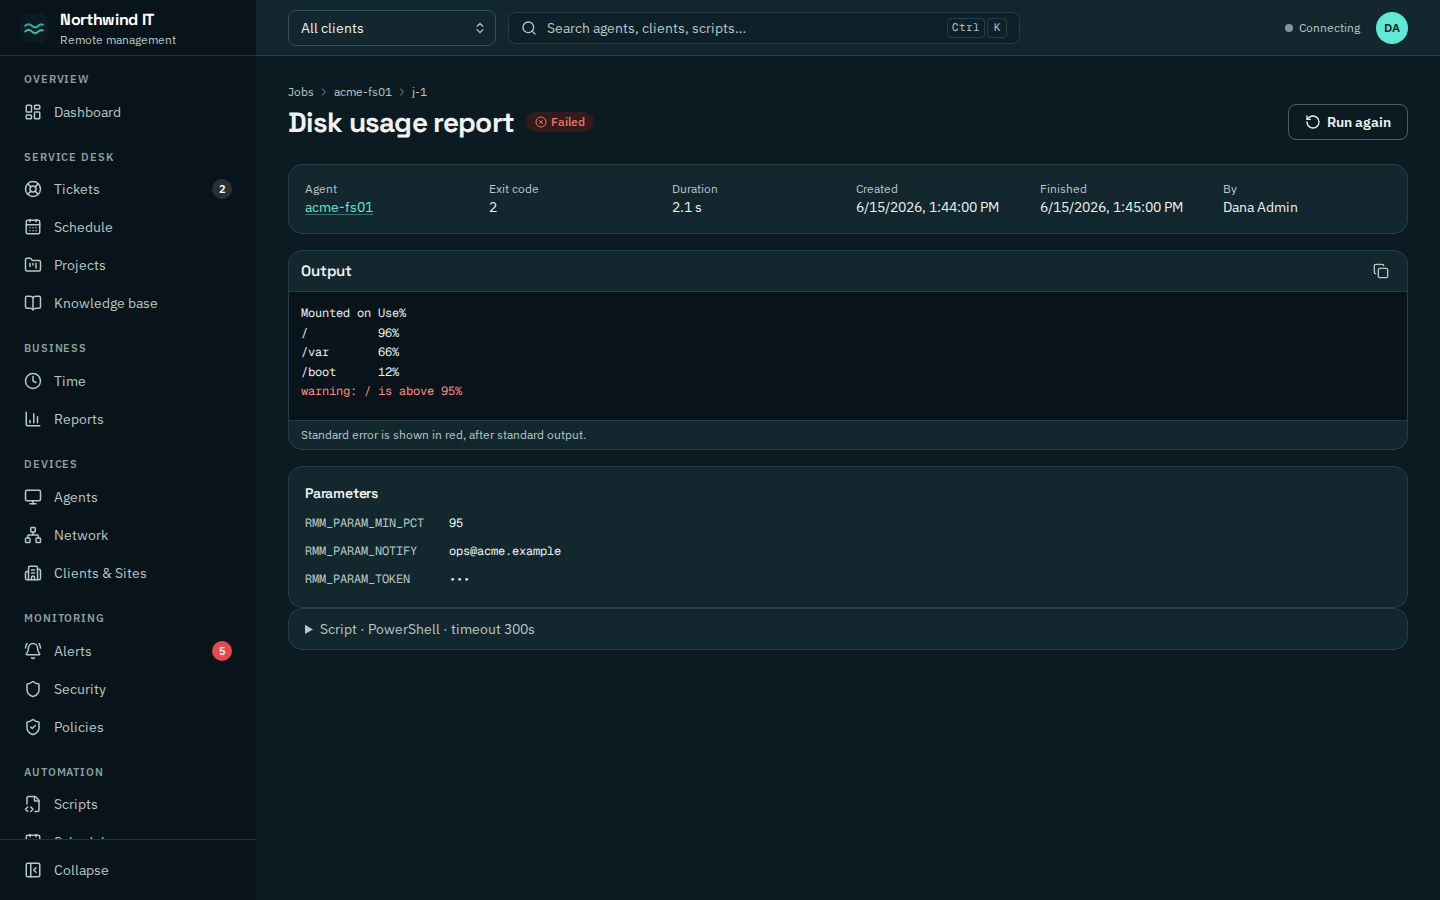 Northwind IT
Remote management
All clients
Search agents, clients, scripts...
Ctrl K
Connecting
DA
OVERVIEW
Dashboard
SERVICE DESK
Tickets 2
Schedule
Projects
Knowledge base
BUSINESS
Time
Reports
DEVICES
Agents
Network
Clients & Sites
MONITORING
Alerts 5
Security
Policies
AUTOMATION
Scripts
Collapse
Jobs > acme-fs01 > j-1
Disk usage report
Failed
Run again
Agent
acme-fs01
Exit code
2
Duration
2.1 s
Created
6/15/2026, 1:44:00 PM
Finished
6/15/2026, 1:45:00 PM
By
Dana Admin
Output
Mounted on Use%
/ 96%
/var 66%
/boot 12%
warning: / is above 95%
Standard error is shown in red, after standard output.
Parameters
RMM_PARAM_MIN_PCT 95
RMM_PARAM_NOTIFY ops@acme.example
RMM_PARAM_TOKEN •••
Script · PowerShell · timeout 300s